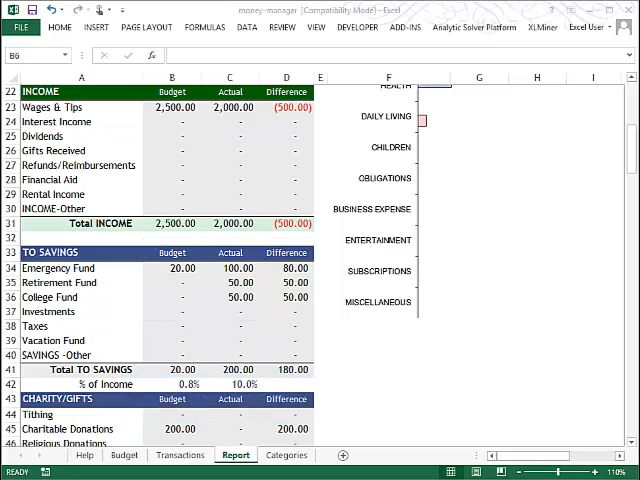 money-manager [Compatibility Mode] - Excel
FILE HOME INSERT PAGE LAYOUT FORMULAS DATA REVIEW VIEW DEVELOPER ADD-INS Analytic Solver Platform XLMiner Excel User
B6 fx
A B C D E F G H I
22 INCOME Budget Actual Difference HEALTH
23 Wages & Tips 2,500.00 2,000.00 (500.00)
DAILY LIVING
24 Interest Income - - -
25 Dividends - - -
26 Gifts Received - - -
CHILDREN
27 Refunds/Reimbursements - - -
28 Financial Aid - - -
OBLIGATIONS
29 Rental Income - - -
30 INCOME-Other - - -
BUSINESS EXPENSE
31 Total INCOME 2,500.00 2,000.00 (500.00)
32
ENTERTAINMENT
33 TO SAVINGS Budget Actual Difference
34 Emergency Fund 20.00 100.00 80.00
SUBSCRIPTIONS
35 Retirement Fund - 50.00 50.00
36 College Fund - 50.00 50.00
MISCELLANEOUS
37 Investments - - -
38 Taxes - - -
39 Vacation Fund - - -
40 SAVINGS -Other - - -
41 Total TO SAVINGS 20.00 200.00 180.00
42 % of Income 0.8% 10.0%
43 CHARITY/GIFTS Budget Actual Difference
44 Tithing - - -
45 Charitable Donations 200.00 - 200.00
46 Religious Donations - - -
Help Budget Transactions Report Categories
READY 110%